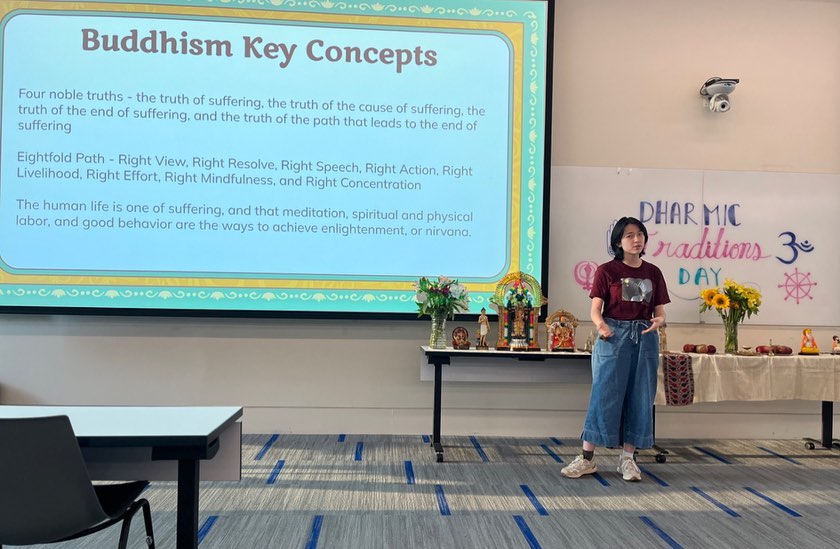 Buddhism Key Concepts
Four noble truths - the truth of suffering, the truth of the cause of suffering, the
truth of the end of suffering, and the truth of the path that leads to the end of
suffering
Eightfold Path - Right View, Right Resolve, Right Speech, Right Action, Right
Livelihood, Right Effort, Right Mindfulness, and Right Concentration
The human life is one of suffering, and that meditation, spiritual and physical
labor, and good behavior are the ways to achieve enlightenment, or nirvana.
DHARMIC
Traditions
DAY
ॐ